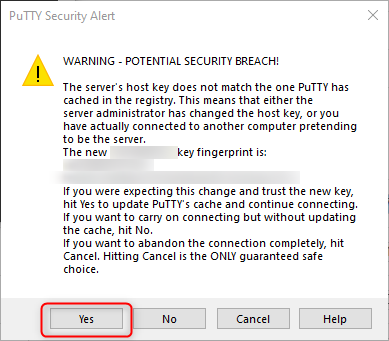 PuTTY Security Alert
WARNING - POTENTIAL SECURITY BREACH!
The server's host key does not match the one PuTTY has
cached in the registry. This means that either the
server administrator has changed the host key, or you
have actually connected to another computer pretending
to be the server.
The new key fingerprint is:
If you were expecting this change and trust the new key,
hit Yes to update PuTTY's cache and continue connecting.
If you want to carry on connecting but without updating
the cache, hit No.
If you want to abandon the connection completely, hit
Cancel. Hitting Cancel is the ONLY guaranteed safe
choice.
Yes No Cancel Help